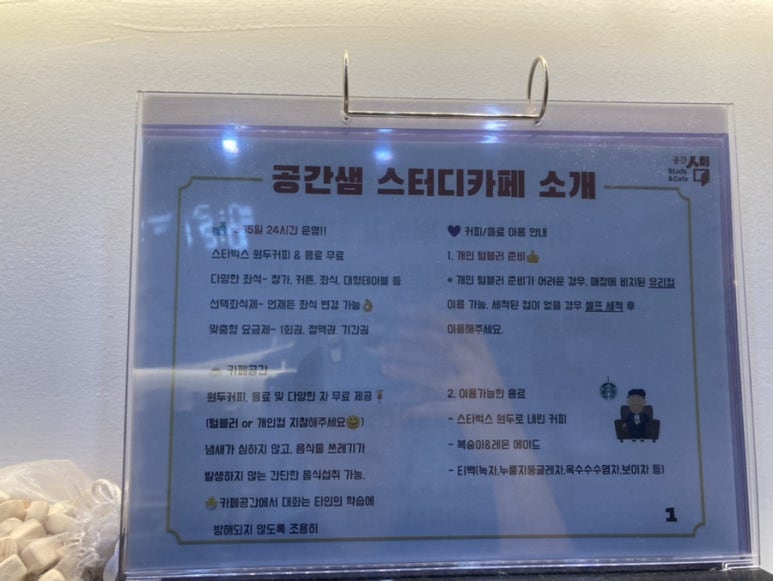 공간샘 스터디카페 소개
공간
샘
Study
&Cafe
365일 24시간 운영!!
스타벅스 원두커피 & 음료 무료
다양한 좌석- 창가, 커튼, 좌식, 대형테이블 등
선택좌석제- 언제든 좌석 변경 가능👌
맞춤형 요금제- 1회권, 정액권, 기간권
카페공간
원두커피, 음료 및 다양한 차 무료 제공
(텀블러 or 개인컵 지참해주세요😄)
냄새가 심하지 않고, 음식물 쓰레기가
발생하지 않는 간단한 음식섭취 가능.
카페공간에서 대화는 타인의 학습에
방해되지 않도록 조용히
💜 커피/음료 이용 안내
1. 개인 텀블러 준비👍
* 개인 텀블러 준비가 어려운 경우, 매장에 비치된 유리컵
이용 가능. 세척된 컵이 없을 경우 셀프 세척 후
이용해주세요.
2. 이용가능한 음료
- 스타벅스 원두로 내린 커피
- 복숭아&레몬 에이드
- 티백(녹차,누룽지둥굴레차,옥수수수염차,보이차 등)
1